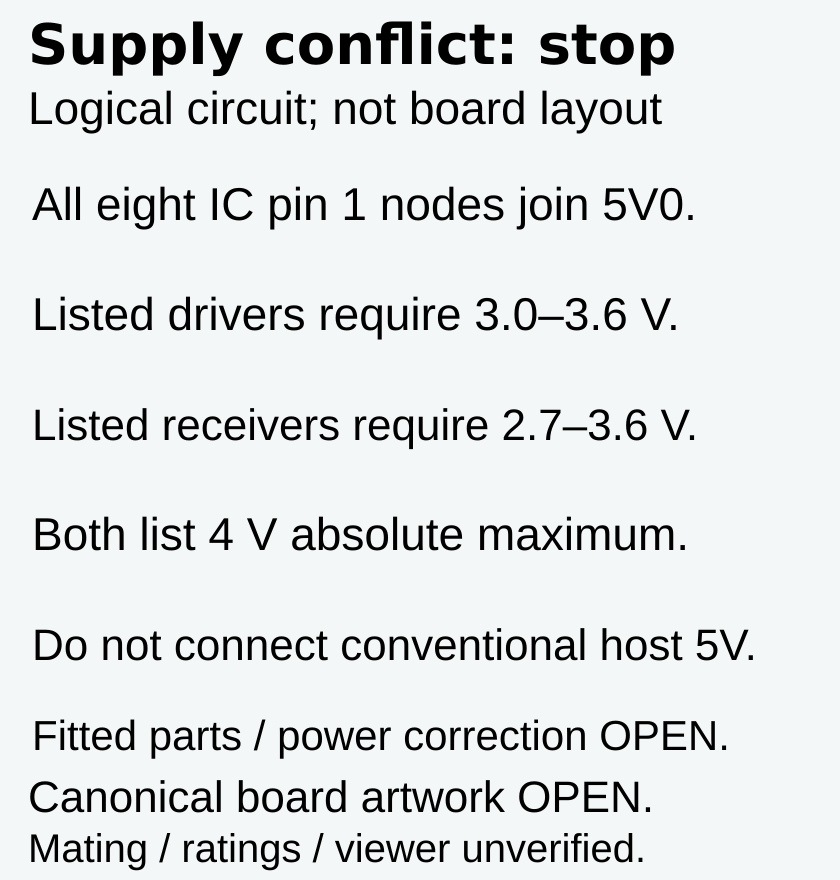 Supply conflict: stop
Logical circuit; not board layout
All eight IC pin 1 nodes join 5V0.
Listed drivers require 3.0–3.6 V.
Listed receivers require 2.7–3.6 V.
Both list 4 V absolute maximum.
Do not connect conventional host 5V.
Fitted parts / power correction OPEN.
Canonical board artwork OPEN.
Mating / ratings / viewer unverified.